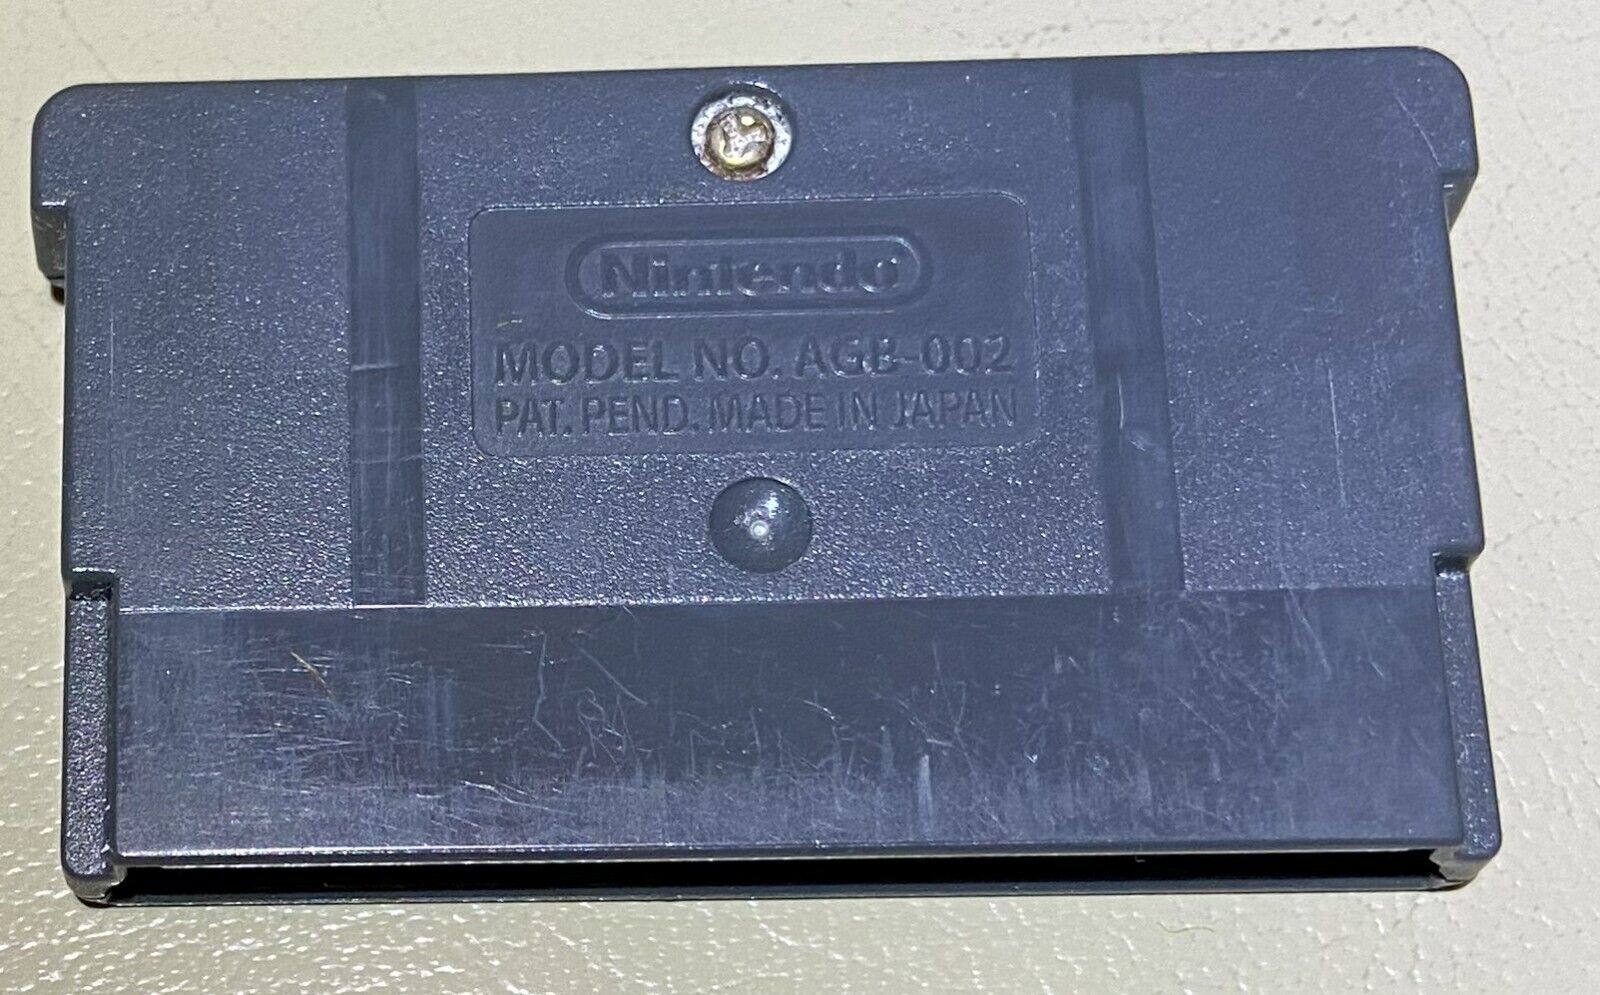 Nintendo
MODEL NO. AGB-002
PAT. PEND. MADE IN JAPAN